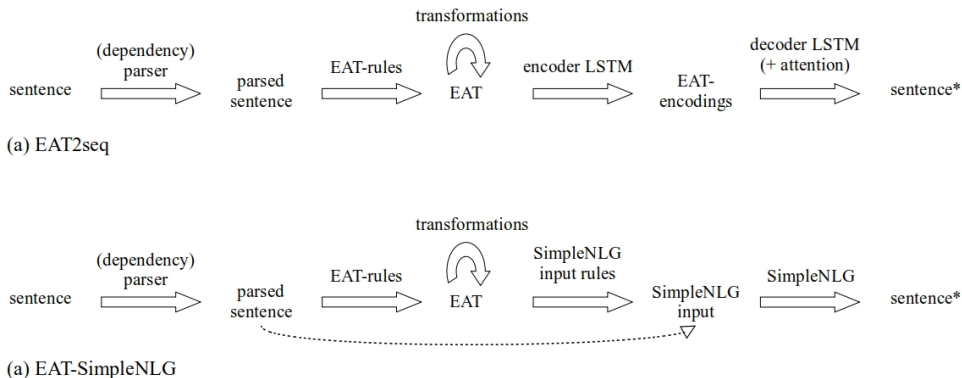 transformations
(dependency)
parser
EAT-rules
encoder LSTM
decoder LSTM
(+ attention)
sentence
parsed
sentence
EAT
EAT-
encodings
sentence*
(a) EAT2seq
transformations
(dependency)
parser
EAT-rules
SimpleNLG
input rules
SimpleNLG
sentence
parsed
sentence
EAT
SimpleNLG
input
sentence*
(a) EAT-SimpleNLG